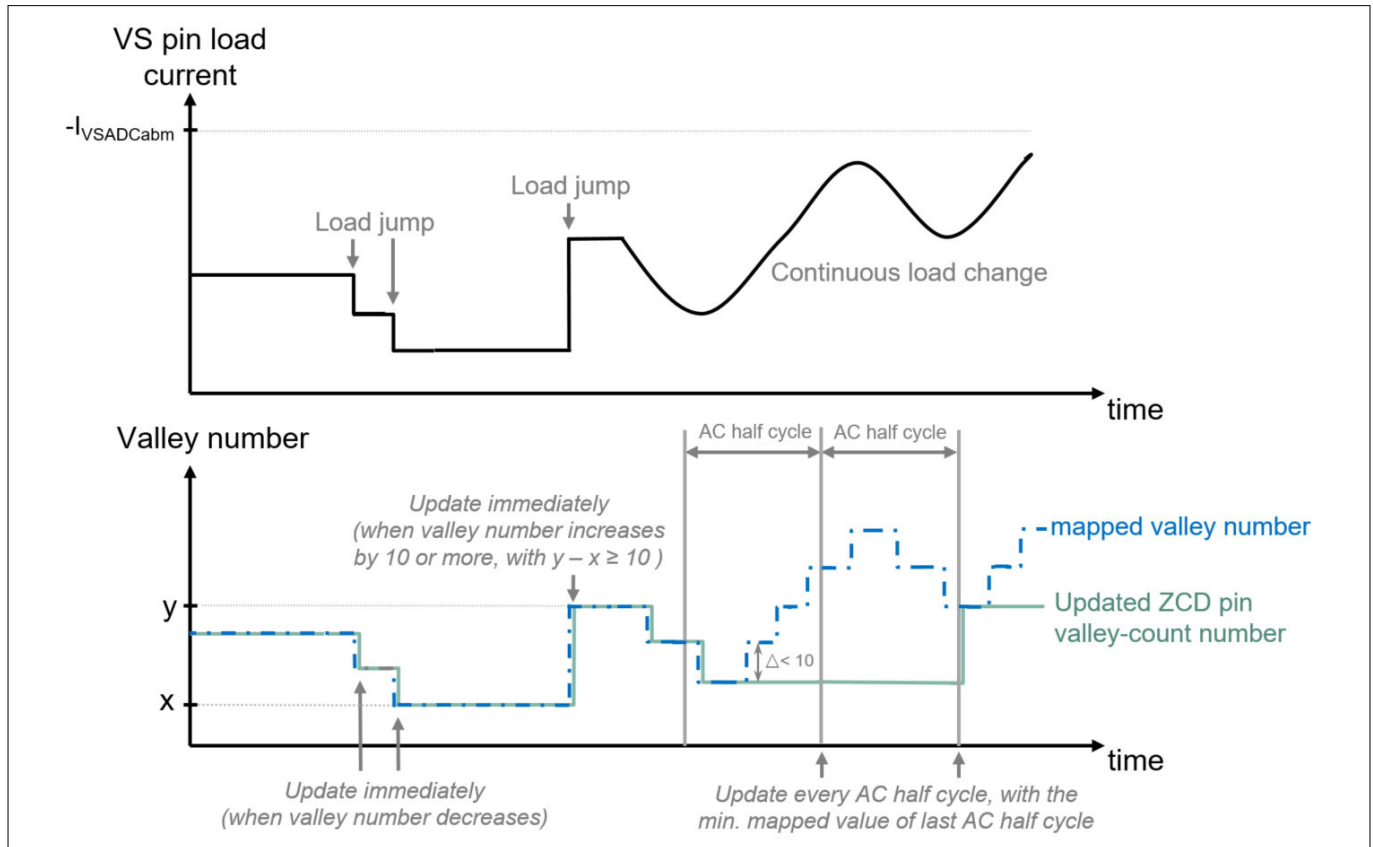 VS pin load
current
-I_VSADCabm
Load jump
Load jump
Continuous load change
time
Valley number
AC half cycle
AC half cycle
Update immediately
(when valley number increases
by 10 or more, with y – x ≥ 10 )
mapped valley number
y
Updated ZCD pin
valley-count number
△< 10
x
time
Update immediately
(when valley number decreases)
Update every AC half cycle, with the
min. mapped value of last AC half cycle